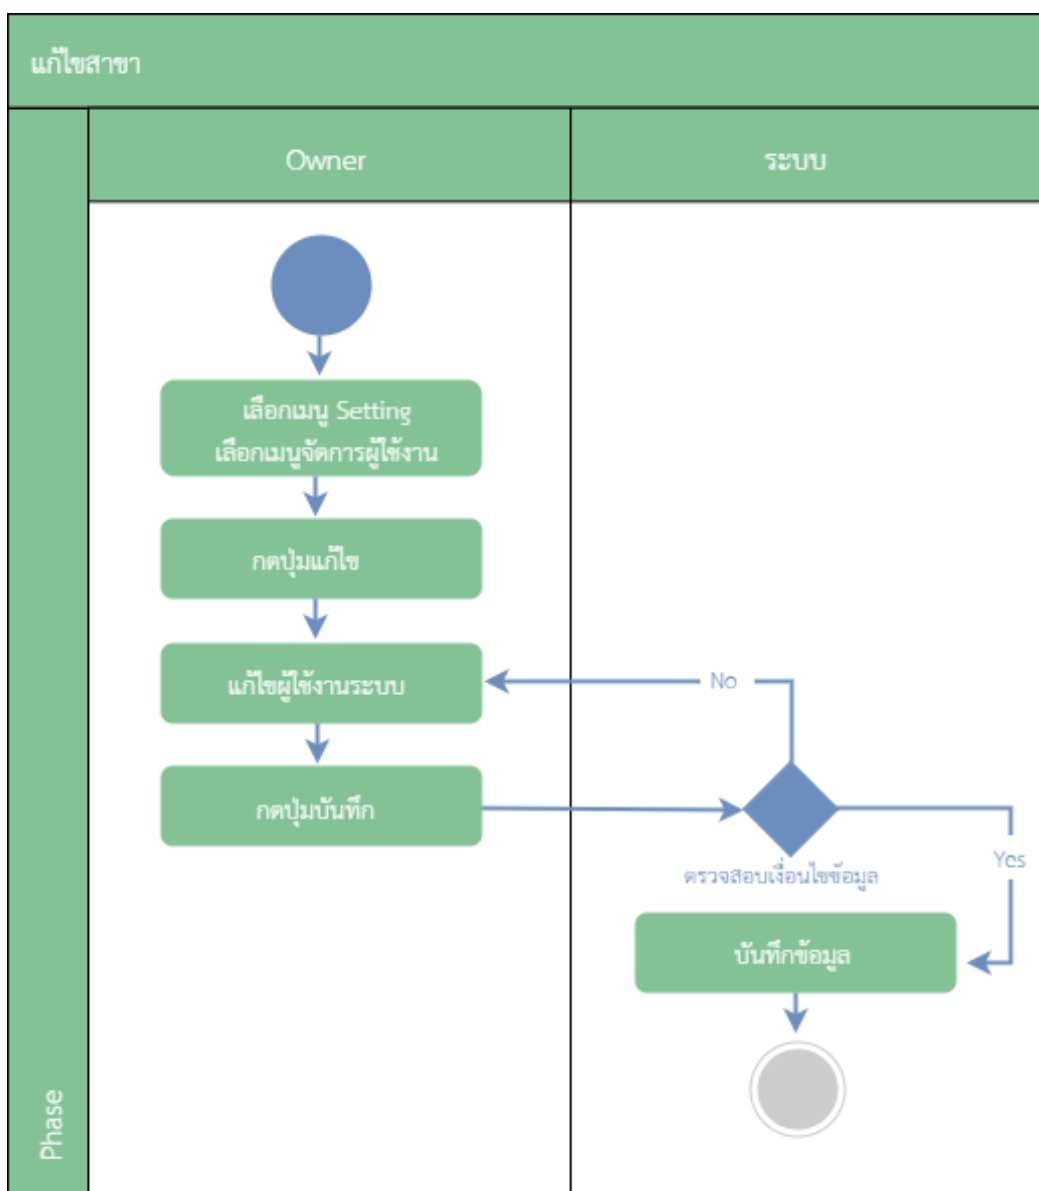 แก้ไขสาขา
Owner
ระบบ
เลือกเมนู Setting
เลือกเมนูจัดการผู้ใช้งาน
กดปุ่มแก้ไข
แก้ไขผู้ใช้งานระบบ
No
กดปุ่มบันทึก
Yes
ตรวจสอบเงื่อนไขข้อมูล
บันทึกข้อมูล
Phase